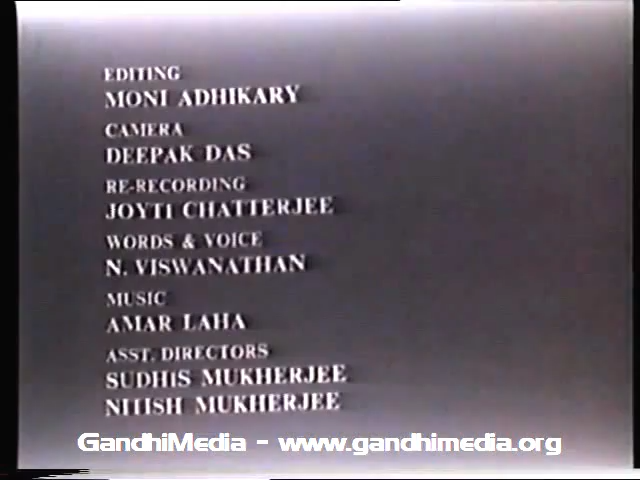 EDITING
MONI ADHIKARY
CAMERA
DEEPAK DAS
RE-RECORDING
JOYTI CHATTERJEE
WORDS & VOICE
N. VISWANATHAN
MUSIC
AMAR LAHA
ASST. DIRECTORS
SUDHIS MUKHERJEE
NITISH MUKHERJEE
GandhiMedia - www.gandhimedia.org